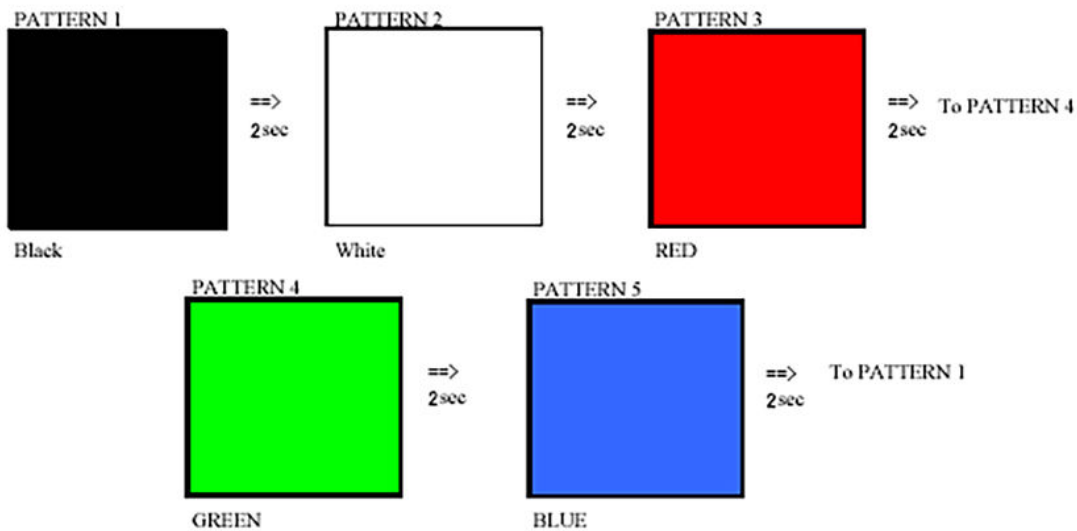 PATTERN 1
PATTERN 2
PATTERN 3
==>
2sec
==>
2sec
==>
2sec
To PATTERN 4
Black
White
RED
PATTERN 4
PATTERN 5
==>
2sec
==>
2sec
To PATTERN 1
GREEN
BLUE